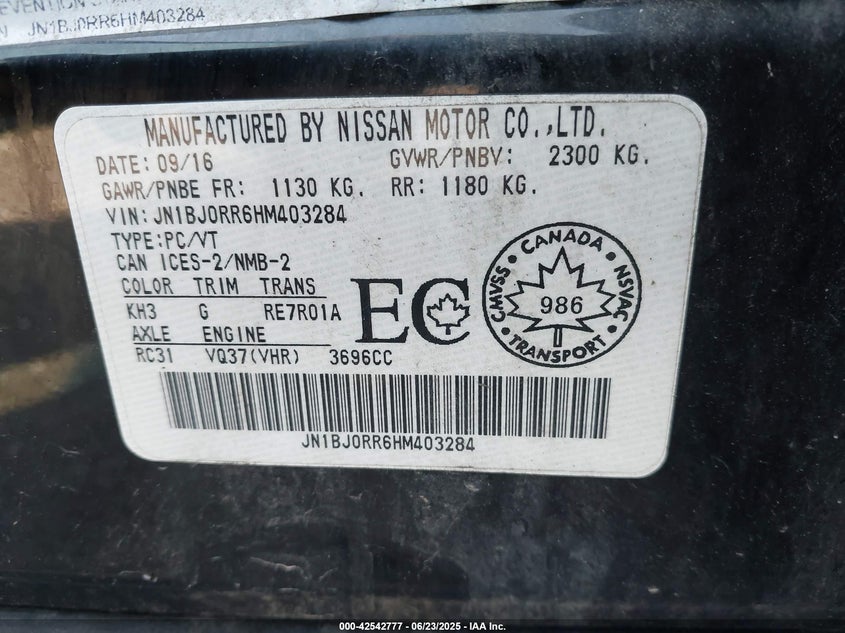 JN1BJ0RR6HM403284
MANUFACTURED BY NISSAN MOTOR CO.,LTD.
DATE: 09/16 GVWR/PNBV: 2300 KG.
GAWR/PNBE FR: 1130 KG. RR: 1180 KG.
VIN: JN1BJ0RR6HM403284
TYPE:PC/VT
CAN ICES-2/NMB-2
COLOR TRIM TRANS
KH3 G RE7R01A
AXLE ENGINE
RC31 VQ37(VHR) 3696CC
EC
CANADA
CMVSS 986 NSVAC
TRANSPORT
JN1BJ0RR6HM403284
000-42542777 - 06/23/2025 - IAA Inc.